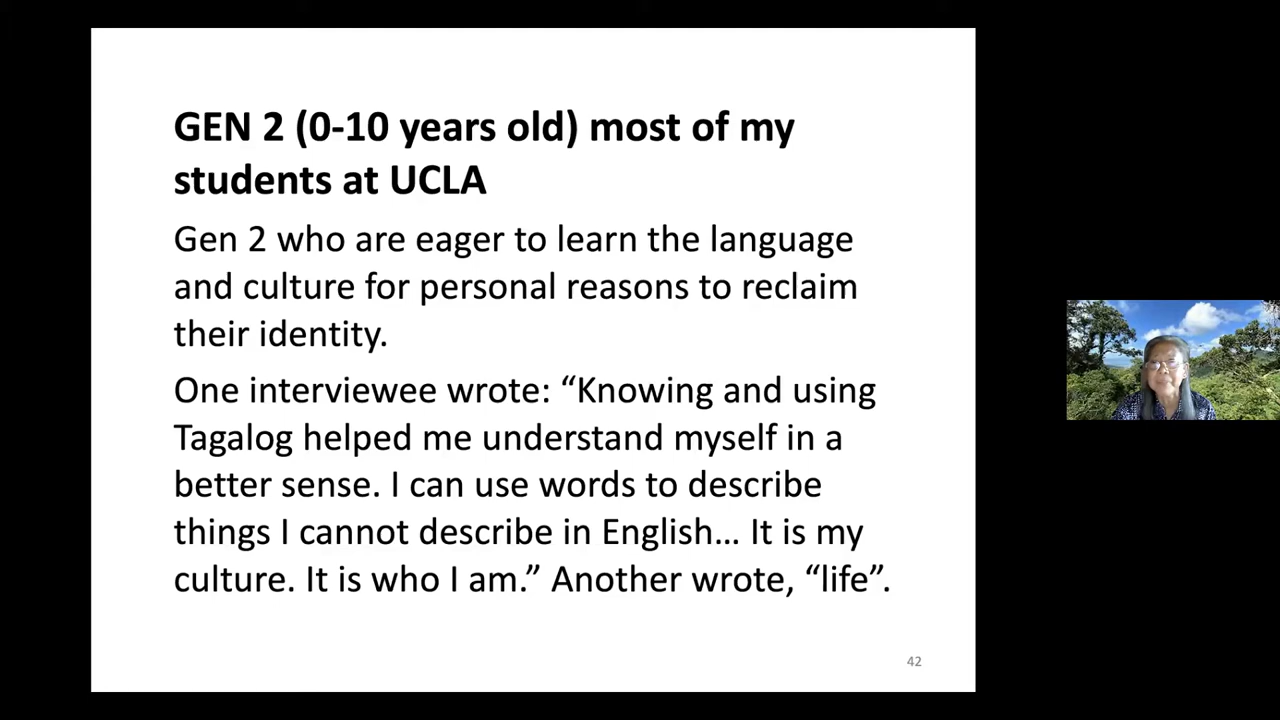 GEN 2 (0-10 years old) most of my
students at UCLA
Gen 2 who are eager to learn the language
and culture for personal reasons to reclaim
their identity.
One interviewee wrote: “Knowing and using
Tagalog helped me understand myself in a
better sense. I can use words to describe
things I cannot describe in English… It is my
culture. It is who I am.” Another wrote, “life”.
42